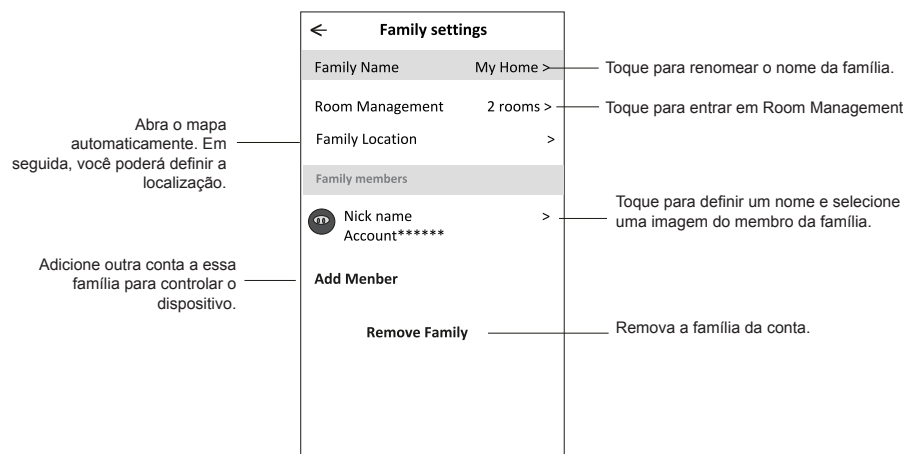 Family settings
Family Name My Home >
Toque para renomear o nome da família.
Room Management 2 rooms >
Toque para entrar em Room Management
Abra o mapa
automaticamente. Em
seguida, você poderá definir a
localização.
Family Location >
Family members
Nick name >
Account******
Toque para definir um nome e selecione
uma imagem do membro da família.
Adicione outra conta a essa
família para controlar o
dispositivo.
Add Menber
Remove Family
Remova a família da conta.